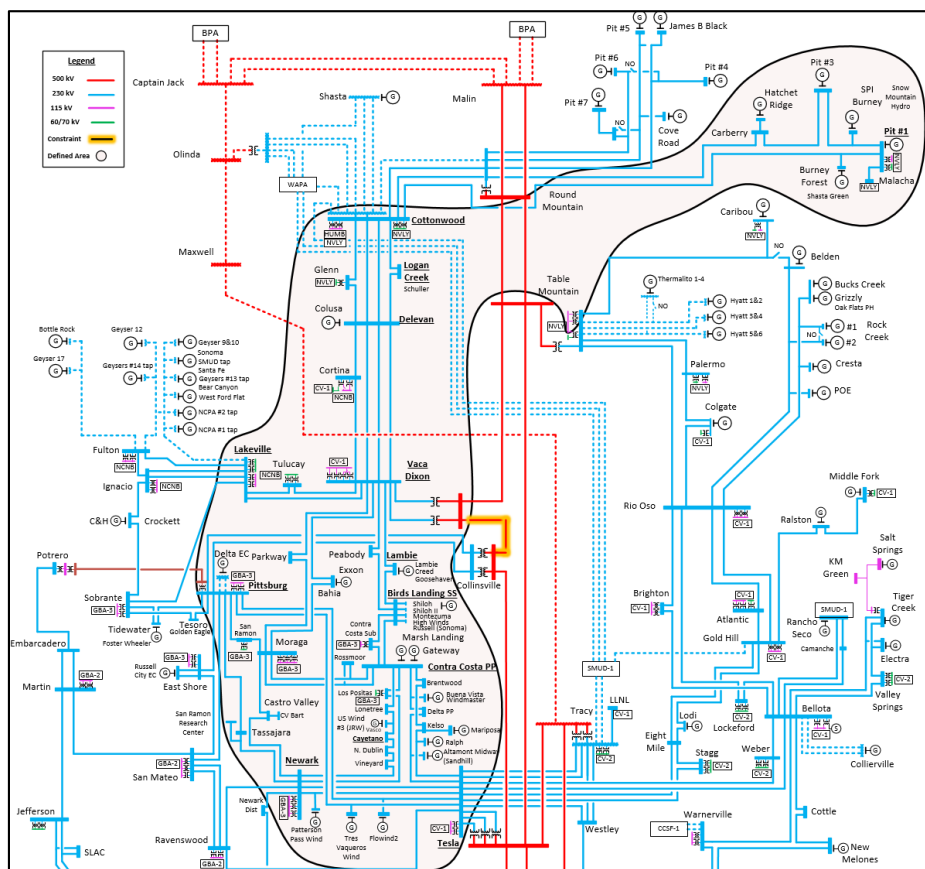 BPA
BPA
Legend
500 kV
230 kV
115 kV
60/70 kV
Constraint
Defined Area
Captain Jack
Malin
Shasta
G
Olinda
WAPA
Maxwell
Pit #5
G
James B Black
G
Pit #6
G
NO
Pit #4
G
Pit #7
G
NO
G
Cove
Road
Pit #3
G
Hatchet
Ridge
G
Carberry
SPI
Burney
G
Snow
Mountain
Hydro
Pit #1
G
NVLY
Malacha
NVLY
Burney
Forest
G
Shasta Green
Round
Mountain
Cottonwood
HUMB
NVLY
NVLY
Glenn
NVLY
Logan
Creek
Schuller
Colusa
G
Delevan
Cortina
CV-1
NCNB
Table
Mountain
NVLY
Caribou
G
NVLY
NO
Belden
G
Thermalito 1-4
G
NO
Hyatt 1&2
G
Hyatt 3&4
G
Hyatt 5&6
G
Bucks Creek
G
Grizzly
G
Oak Flats PH
#1
G
Rock
Creek
NO
#2
G
Cresta
G
POE
G
Palermo
NVLY
Colgate
G
CV-1
Bottle Rock
G
Geyser 12
G
Geyser 17
G
Geysers #14 tap
G
Geyser 9&10
G
Sonoma
SMUD tap
G
Santa Fe
Geysers #13 tap
G
Bear Canyon
West Ford Flat
G
NCPA #2 tap
G
NCPA #1 tap
G
Fulton
NCNB
Lakeville
NCNB
Tulucay
Ignacio
NCNB
CV-1
Vaca
Dixon
C&H
G
Crockett
Rio Oso
CV-1
Middle Fork
G
CV-1
Ralston
G
Salt
Springs
G
KM
Green
Tiger
Creek
G
Potrero
Delta EC
G
GBA-3
Pittsburg
Parkway
Peabody
Exxon
G
Bahia
Lambie
G
Lambie
Creed
Goosehaven
Collinsville
Birds Landing SS
Shiloh
G
Shiloh II
Montezuma
High Winds
Russell (Sonoma)
Sobrante
GBA-3
Tidewater
G
Foster Wheeler
Tesoro
Golden Eagle
San
Ramon
GBA-3
Moraga
GBA-3
Contra
Costa Sub
GBA-3
Marsh Landing
G
G
Gateway
Rossmoor
Contra Costa PP
Brighton
CV-1
CV-1
Atlantic
Gold Hill
CV-1
SMUD-1
Rancho
Seco
G
Camanche
Electra
G
CV-2
Valley
Springs
Embarcadero
GBA-2
Martin
GBA-3
Russell
City EC
G
East Shore
Castro Valley
CV Bart
San Ramon
Research
Center
Tassajara
Los Positas
GBA-3
Lonetree
US Wind
#3 (JRW)
G
Vasco
Cayetano
N. Dublin
Vineyard
Brentwood
Buena Vista
G
Windmaster
Delta PP
Kelso
G
Mariposa
G
Ralph
G
Altamont Midway
(Sandhill)
SMUD-1
Tracy
LLNL
CV-1
CV-2
Lodi
G
Eight
Mile
Stagg
CV-2
CV-2
Lockeford
Weber
CV-2
Bellota
CV-1
S
G
Collierville
GBA-2
San Mateo
Newark
GBA-3
Newark
Dist
G
Patterson
Pass Wind
G
Tres
Vaqueros
Wind
G
Flowind2
CV-1
Tesla
Westley
Warnerville
CCSF-1
Cottle
G
New
Melones
Jefferson
SLAC
Ravenswood
GBA-2